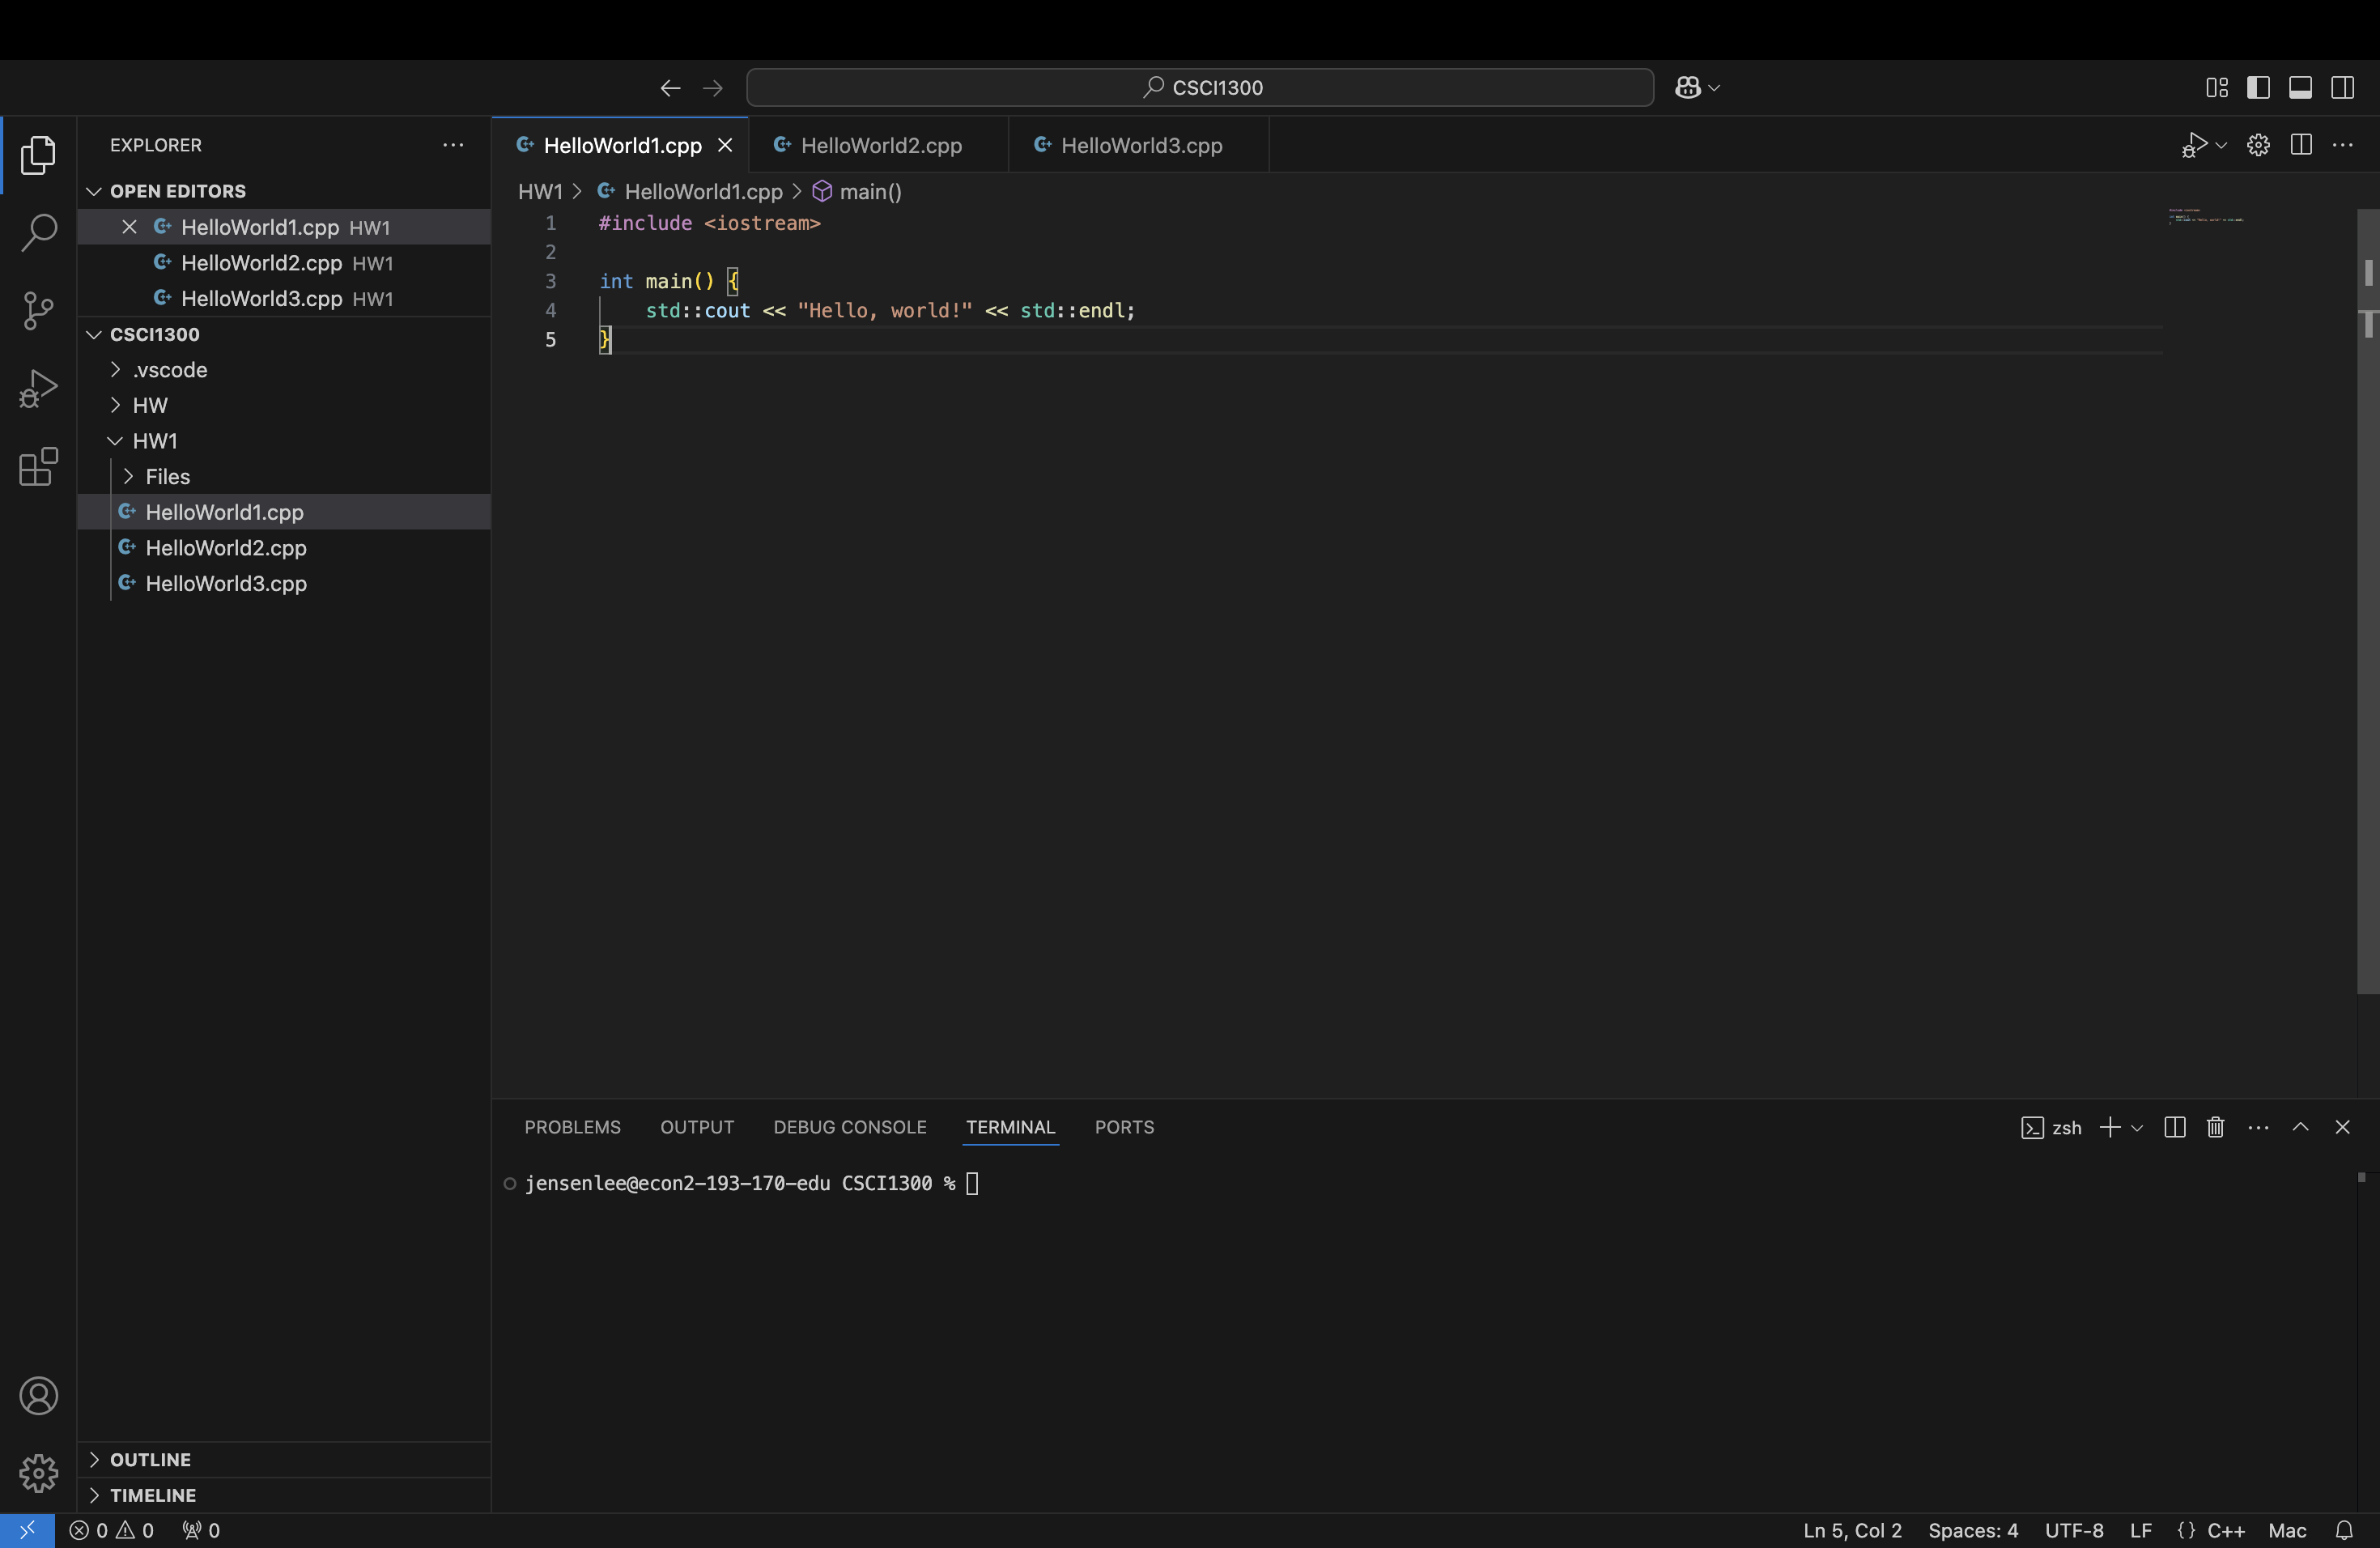 CSCI1300
EXPLORER
OPEN EDITORS
HelloWorld1.cpp HW1
HelloWorld2.cpp HW1
HelloWorld3.cpp HW1
CSCI1300
.vscode
HW
HW1
Files
HelloWorld1.cpp
HelloWorld2.cpp
HelloWorld3.cpp
OUTLINE
TIMELINE
HelloWorld1.cpp HelloWorld2.cpp HelloWorld3.cpp
HW1 > HelloWorld1.cpp > main()
1 #include <iostream>
2
3 int main() {
4 std::cout << "Hello, world!" << std::endl;
5 }
PROBLEMS OUTPUT DEBUG CONSOLE TERMINAL PORTS
zsh
jensenlee@econ2-193-170-edu CSCI1300 %
0 0 0
Ln 5, Col 2 Spaces: 4 UTF-8 LF {} C++ Mac